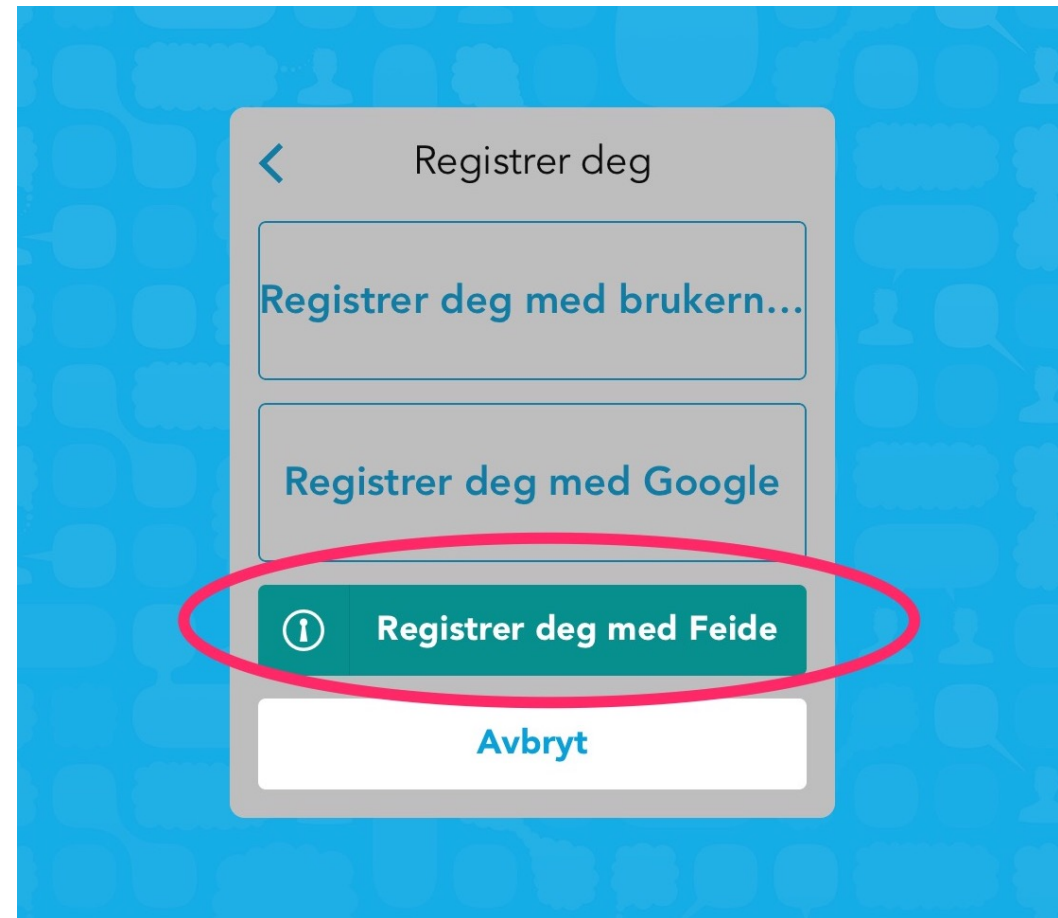 Registrer deg
Registrer deg med brukern...
Registrer deg med Google
Registrer deg med Feide
Avbryt